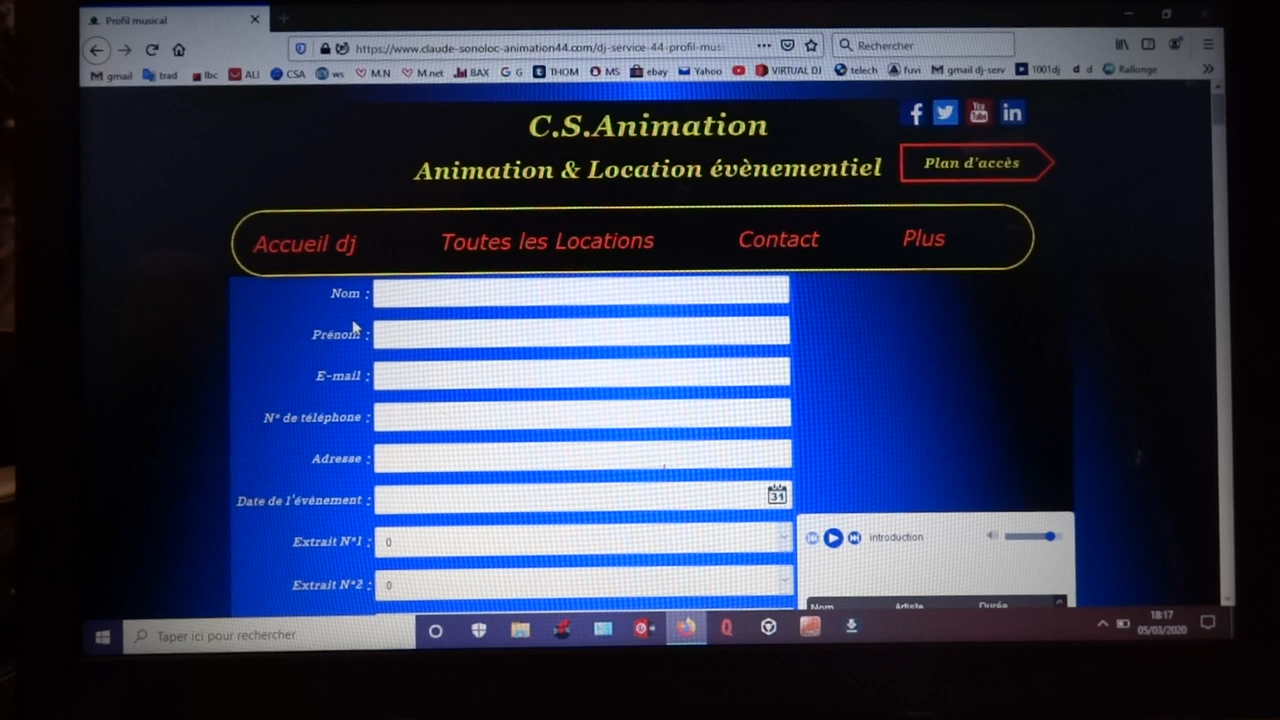 Profil musical
https://www.claude-sonoloc-animation44.com/dj-service-44-profil-mus
Rechercher
gmail trad lbc ALI CSA ws M.N M.net BAX G THOM MS ebay Yahoo VIRTUAL DJ telech fuvi gmail dj-serv 1001dj d Rallonge
C.S.Animation
Animation & Location évènementiel
Plan d'accès
Accueil dj Toutes les Locations Contact Plus
Nom :
Prénom :
E-mail :
N° de téléphone :
Adresse :
Date de l'évènement :
31
Extrait N°1 : 0
introduction
Extrait N°2 : 0
Nom Artiste Durée
Taper ici pour rechercher
18:17
05/03/2020